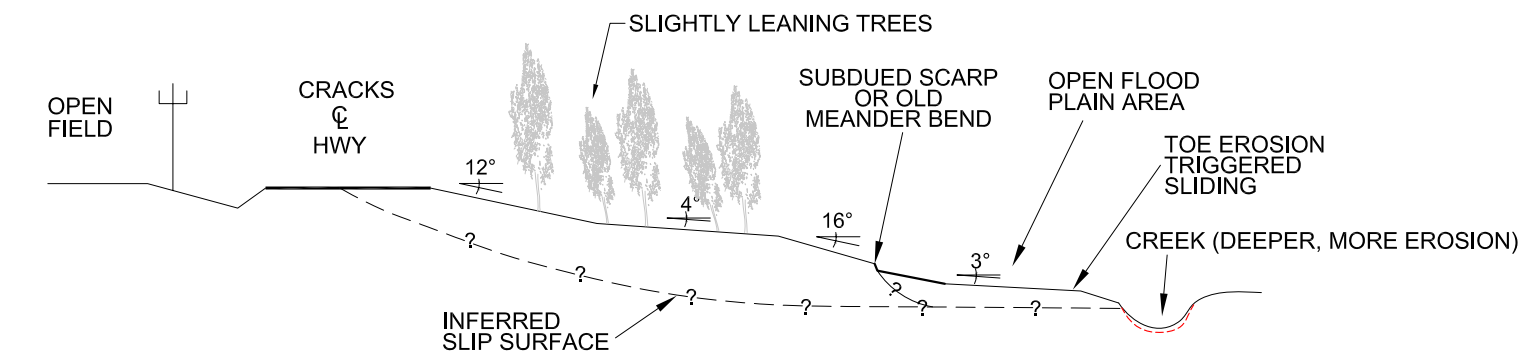 SLIGHTLY LEANING TREES
OPEN
FIELD
CRACKS
℄
HWY
SUBDUED SCARP
OR OLD
MEANDER BEND
OPEN FLOOD
PLAIN AREA
TOE EROSION
TRIGGERED
SLIDING
12°
4°
16°
3°
CREEK (DEEPER, MORE EROSION)
?
?
?
?
?
?
?
INFERRED
SLIP SURFACE